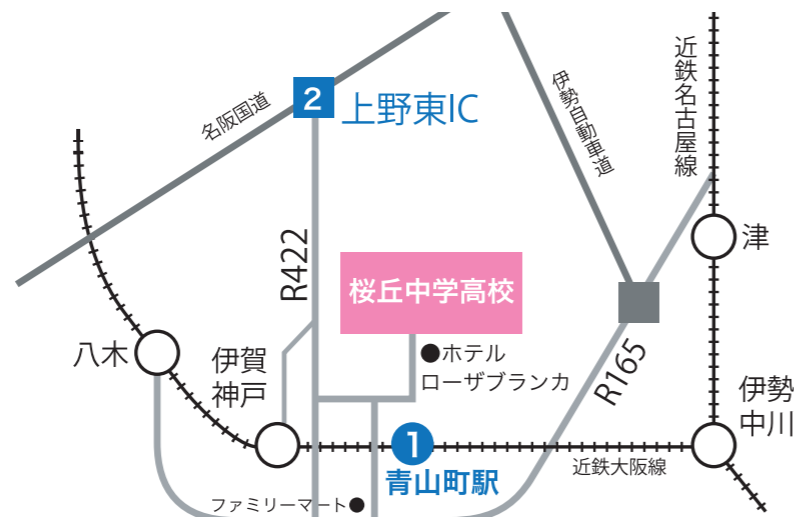 近鉄名古屋線
伊勢自動車道
名阪国道
2
上野東IC
R422
津
桜丘中学高校
八木
伊賀
神戸
●ホテル
ローザブランカ
R165
伊勢
中川
1
青山町駅
近鉄大阪線
ファミリーマート●